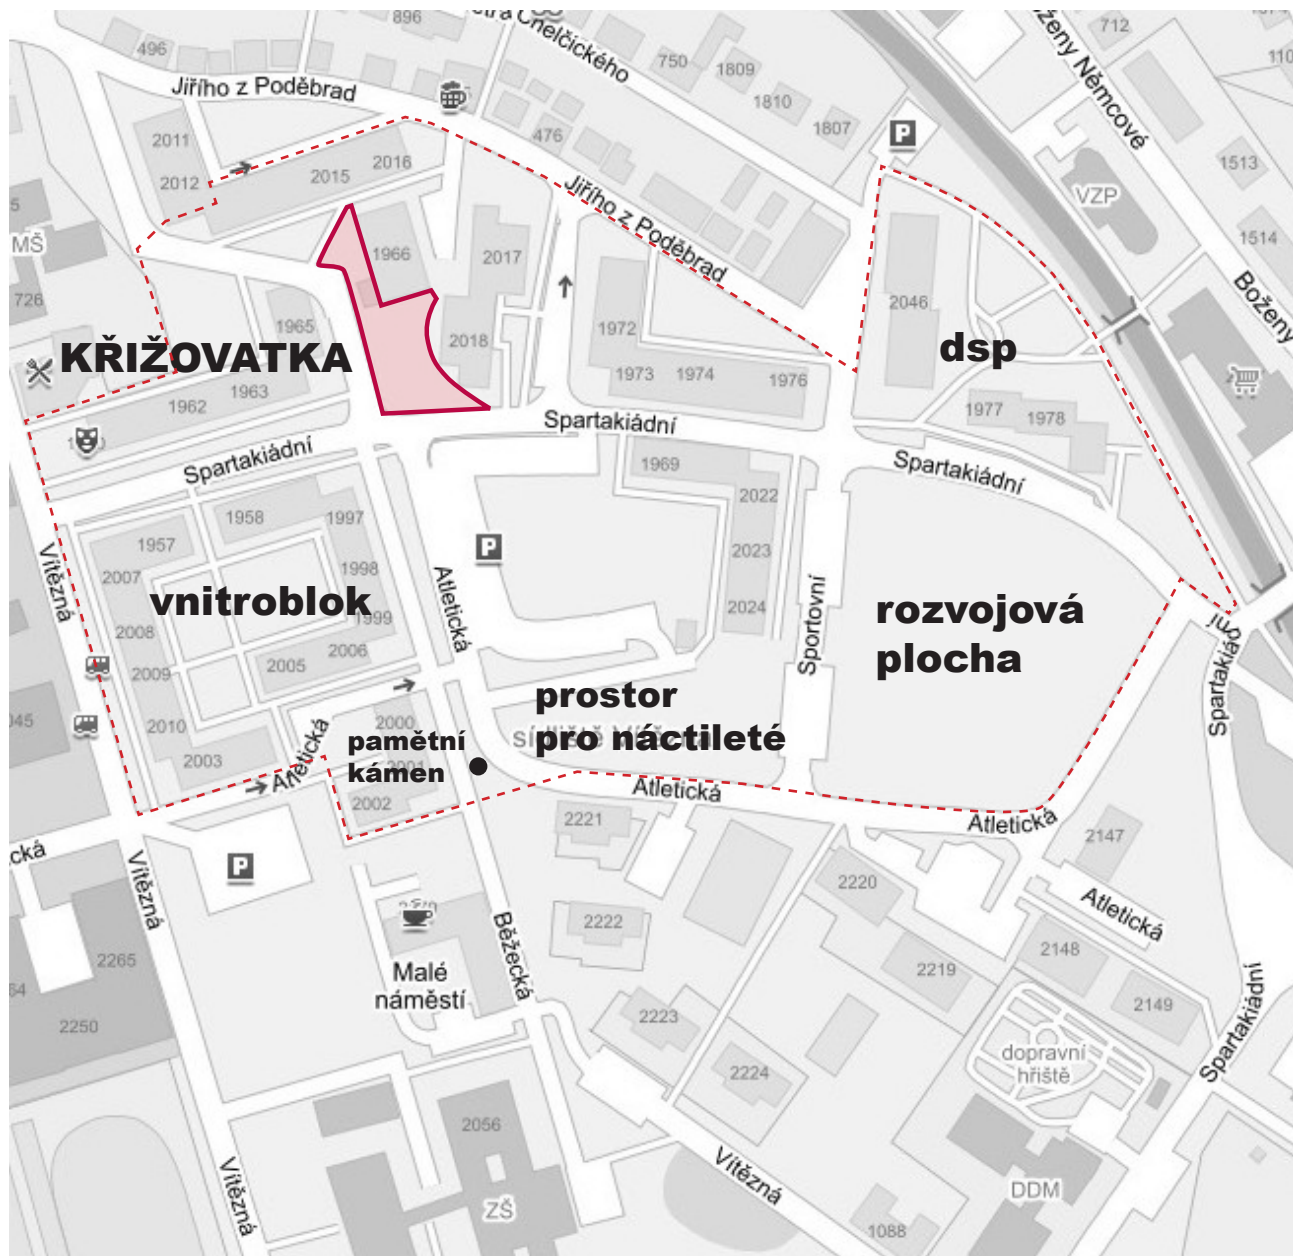 896
496
Jiřího z Poděbrad
Chelčického
750
1809
1810
1807
712
Boženy Němcové
P
476
2011
2012
2015
2016
1513
VZP
1514
Boženy
MŠ
726
1966
2017
Jiřího z Poděbrad
2046
1965
KŘIŽOVATKA
2018
1972
1973
1974
1976
dsp
1962
1963
1977
1978
Spartakiádní
Spartakiádní
Spartakiádní
1969
2022
2023
2024
1958
1997
1957
2007
1998
1999
Vítězná
vnitroblok
Atletická
P
Sportovní
rozvojová
plocha
2008
2009
2005
2006
2010
2003
Atletická
2000
2001
2002
pamětní
kámen
prostor
pro náctileté
Spartakiádní
Atletická
Atletická
2221
2147
P
Vítězná
2220
Atletická
2222
Běžecká
2265
2250
Malé
náměstí
2219
2148
2149
2223
2224
dopravní
hřiště
Spartakiádní
2056
ZŠ
Vítězná
Vítězná
DDM
1088